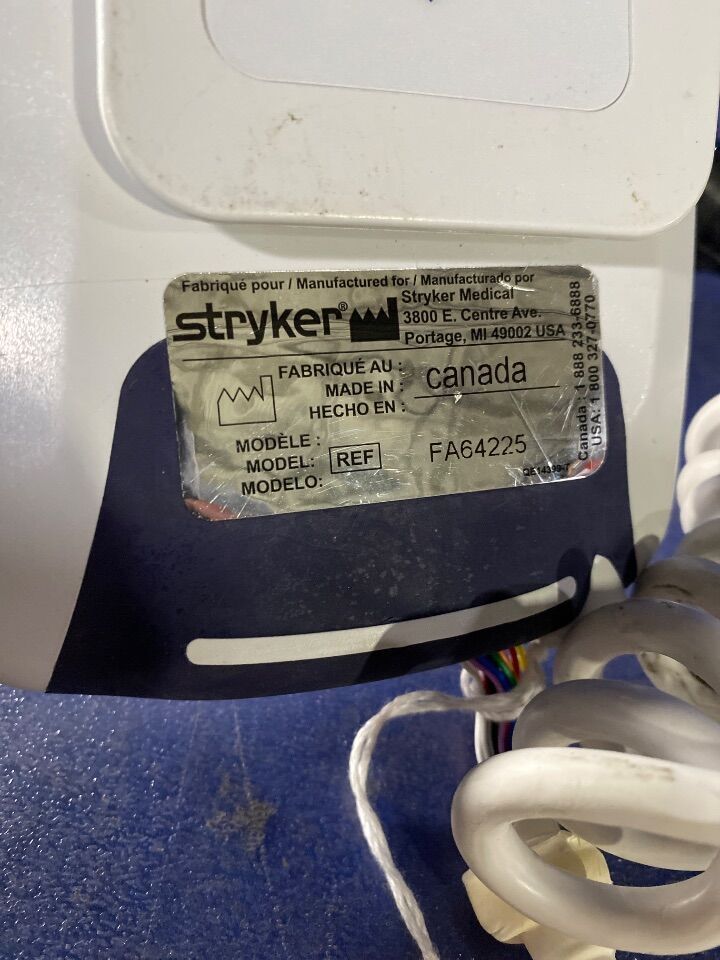 Fabriqué pour / Manufactured for / Manufacturado por
stryker®
Stryker Medical
3800 E. Centre Ave.
Portage, MI 49002 USA
FABRIQUÉ AU :
MADE IN :
HECHO EN :
canada
MODÈLE :
MODEL:
MODELO:
REF
FA64225
Canada : 1 888 233-6888
USA: 1 800 327-0770